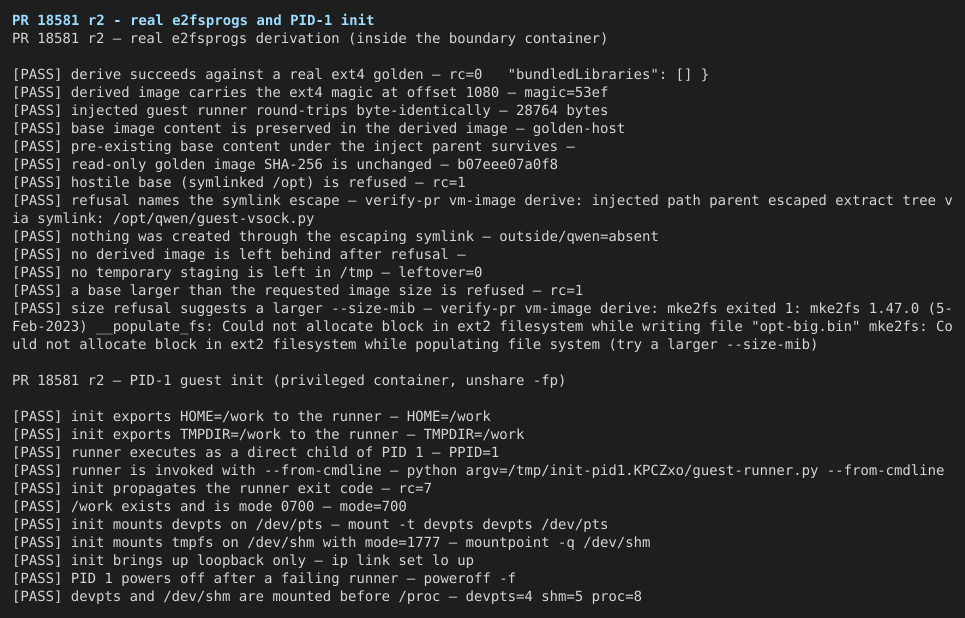 PR 18581 r2 - real e2fsprogs and PID-1 init
PR 18581 r2 — real e2fsprogs derivation (inside the boundary container)
[PASS] derive succeeds against a real ext4 golden — rc=0   "bundledLibraries": [] }
[PASS] derived image carries the ext4 magic at offset 1080 — magic=53ef
[PASS] injected guest runner round-trips byte-identically — 28764 bytes
[PASS] base image content is preserved in the derived image — golden-host
[PASS] pre-existing base content under the inject parent survives —
[PASS] read-only golden image SHA-256 is unchanged — b07eee07a0f8
[PASS] hostile base (symlinked /opt) is refused — rc=1
[PASS] refusal names the symlink escape — verify-pr vm-image derive: injected path parent escaped extract tree v
ia symlink: /opt/qwen/guest-vsock.py
[PASS] nothing was created through the escaping symlink — outside/qwen=absent
[PASS] no derived image is left behind after refusal —
[PASS] no temporary staging is left in /tmp — leftover=0
[PASS] a base larger than the requested image size is refused — rc=1
[PASS] size refusal suggests a larger --size-mib — verify-pr vm-image derive: mke2fs exited 1: mke2fs 1.47.0 (5-
Feb-2023) __populate_fs: Could not allocate block in ext2 filesystem while writing file "opt-big.bin" mke2fs: Co
uld not allocate block in ext2 filesystem while populating file system (try a larger --size-mib)
PR 18581 r2 — PID-1 guest init (privileged container, unshare -fp)
[PASS] init exports HOME=/work to the runner — HOME=/work
[PASS] init exports TMPDIR=/work to the runner — TMPDIR=/work
[PASS] runner executes as a direct child of PID 1 — PPID=1
[PASS] runner is invoked with --from-cmdline — python argv=/tmp/init-pid1.KPCZxo/guest-runner.py --from-cmdline
[PASS] init propagates the runner exit code — rc=7
[PASS] /work exists and is mode 0700 — mode=700
[PASS] init mounts devpts on /dev/pts — mount -t devpts devpts /dev/pts
[PASS] init mounts tmpfs on /dev/shm with mode=1777 — mountpoint -q /dev/shm
[PASS] init brings up loopback only — ip link set lo up
[PASS] PID 1 powers off after a failing runner — poweroff -f
[PASS] devpts and /dev/shm are mounted before /proc — devpts=4 shm=5 proc=8